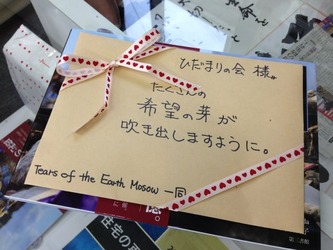 ひだまりの会 様。
たくさんの
希望の芽が
吹き出しますように。
Tears of the Earth Mosow 一同